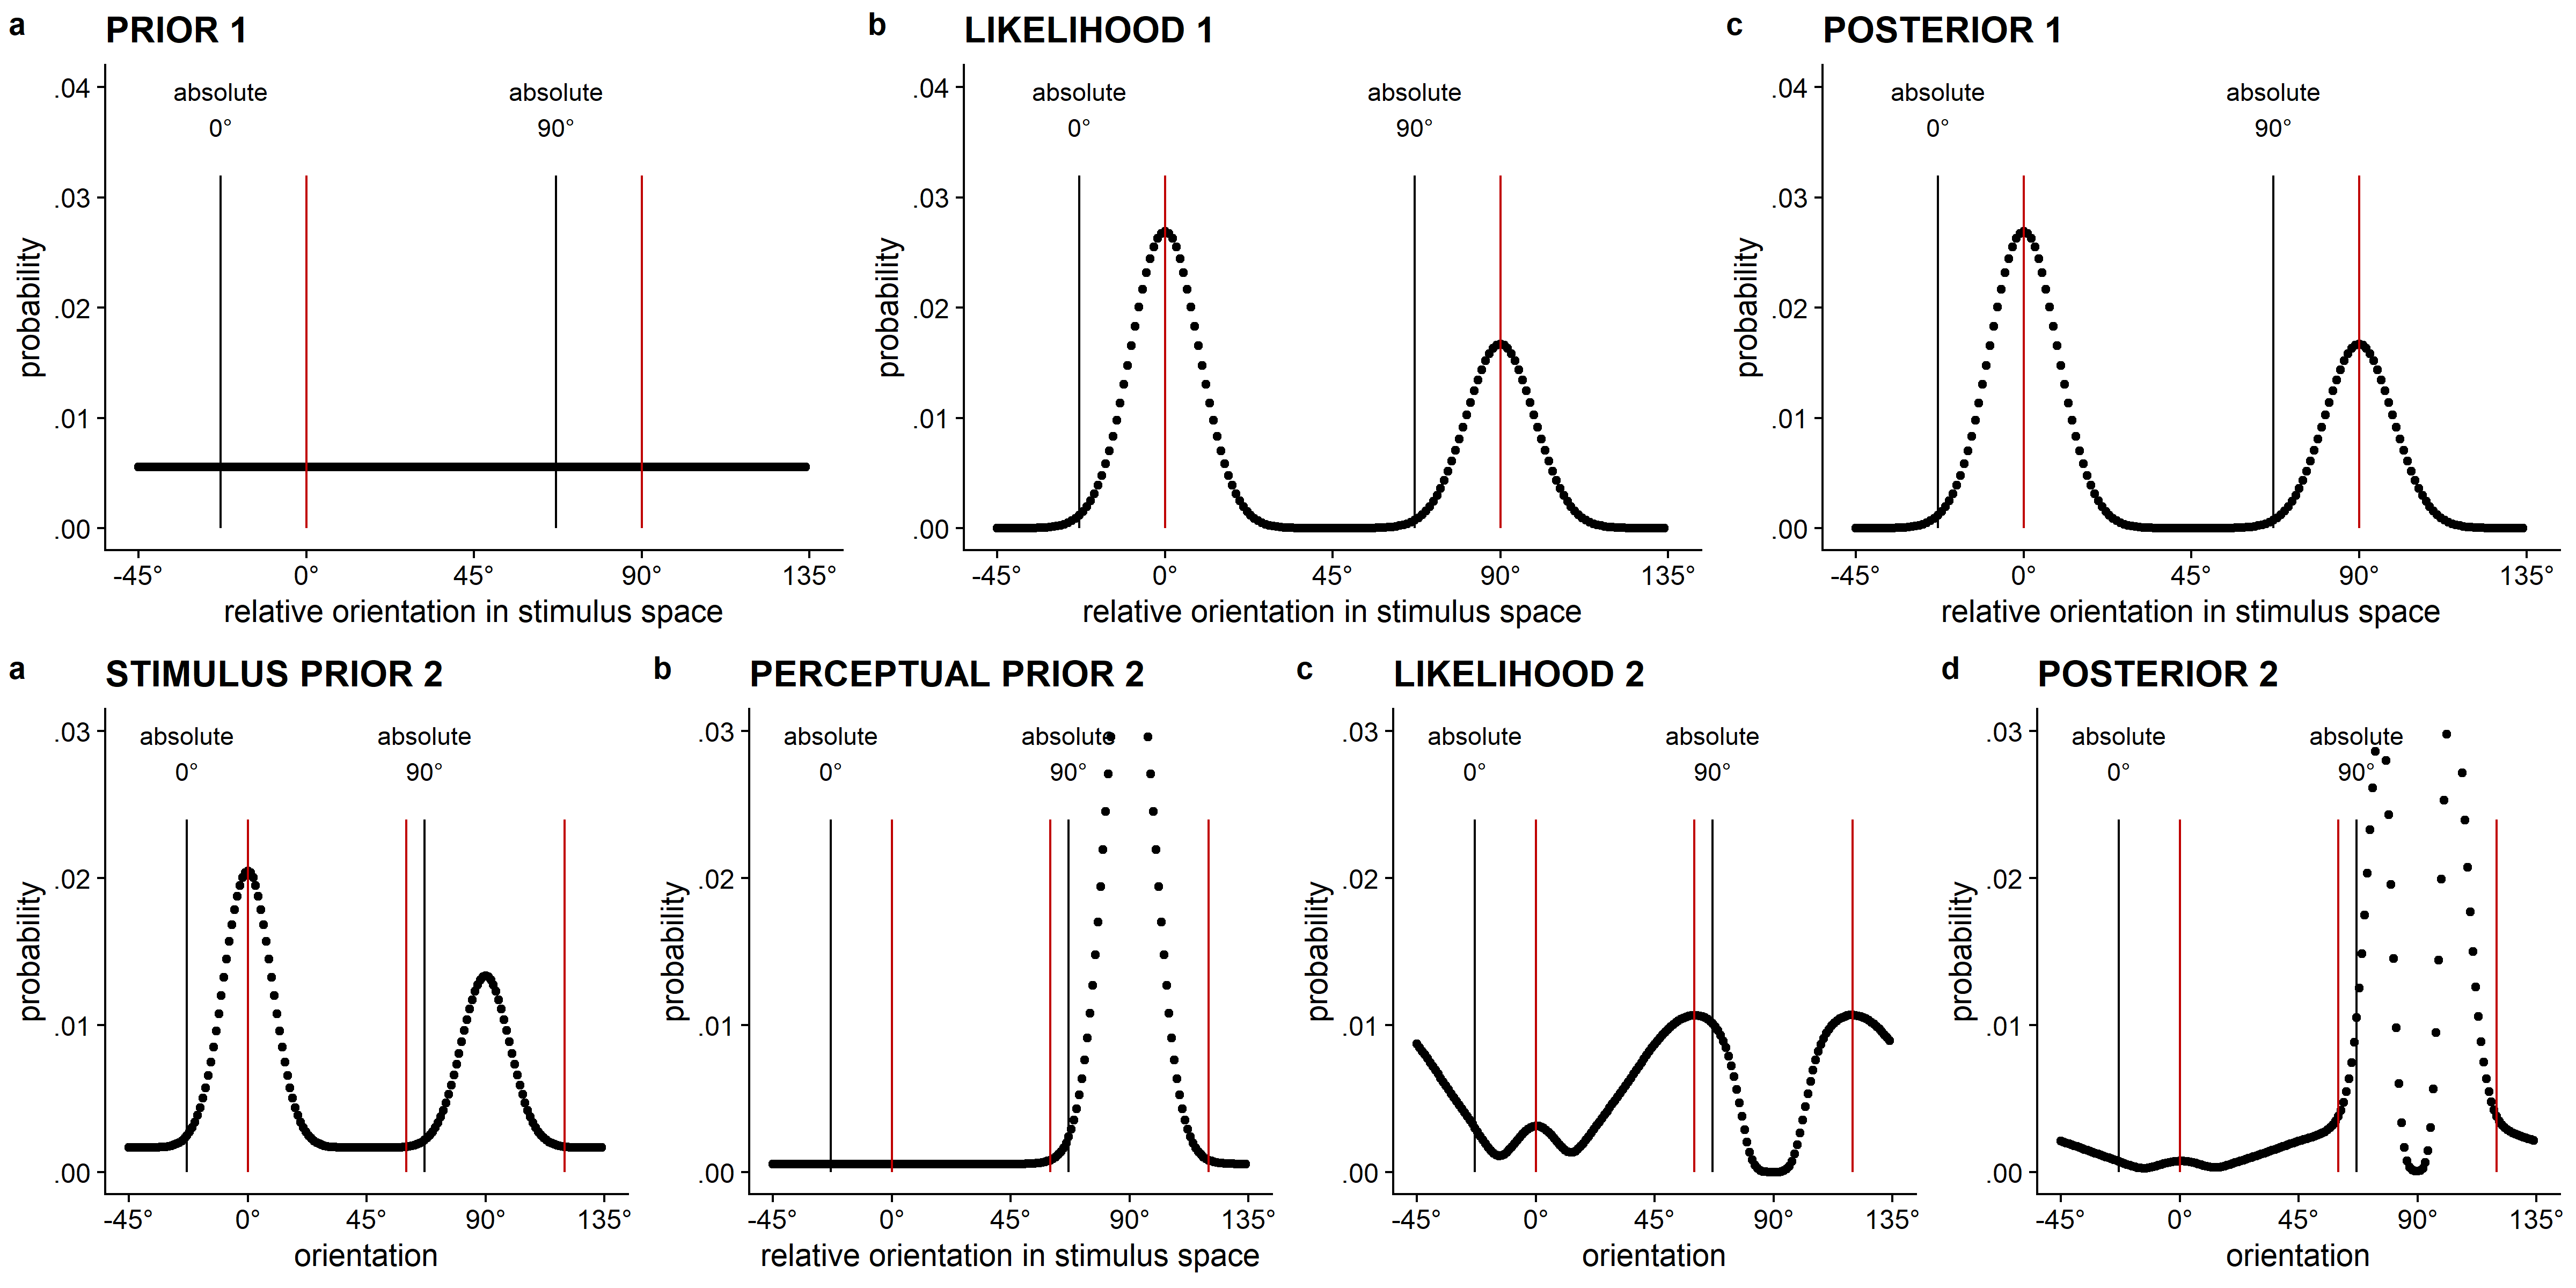 a PRIOR 1
absolute 0°
absolute 90°
.04
.03
.02
.01
.00
probability
-45° 0° 45° 90° 135°
relative orientation in stimulus space
b LIKELIHOOD 1
absolute 0°
absolute 90°
.04
.03
.02
.01
.00
probability
-45° 0° 45° 90° 135°
relative orientation in stimulus space
c POSTERIOR 1
absolute 0°
absolute 90°
.04
.03
.02
.01
.00
probability
-45° 0° 45° 90° 135°
relative orientation in stimulus space
a STIMULUS PRIOR 2
absolute 0°
absolute 90°
.03
.02
.01
.00
probability
-45° 0° 45° 90° 135°
orientation
b PERCEPTUAL PRIOR 2
absolute 0°
absolute 90°
.03
.02
.01
.00
probability
-45° 0° 45° 90° 135°
relative orientation in stimulus space
c LIKELIHOOD 2
absolute 0°
absolute 90°
.03
.02
.01
.00
probability
-45° 0° 45° 90° 135°
orientation
d POSTERIOR 2
absolute 0°
absolute 90°
.03
.02
.01
.00
probability
-45° 0° 45° 90° 135°
orientation